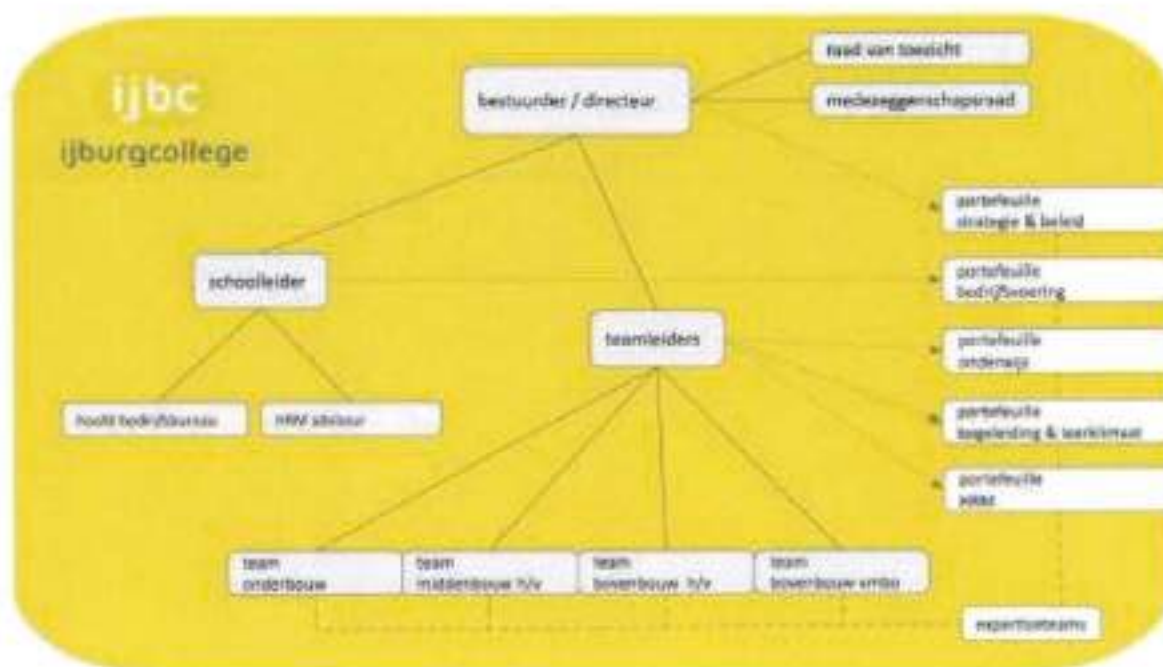 ijbc
ijburgcollege
bestuurder / directeur
raad van toezicht
medezeggenschapsraad
portefeuille
strategie & beleid
schoolleider
portefeuille
bedrijfsvoering
teamleiders
portefeuille
onderwijs
hoofd bedrijfsbureau
HRM adviseur
portefeuille
begeleiding & leerklimaat
portefeuille
HRM
team
onderbouw
team
middenbouw h/v
team
bovenbouw h/v
team
bovenbouw vmbo
expertiseteams